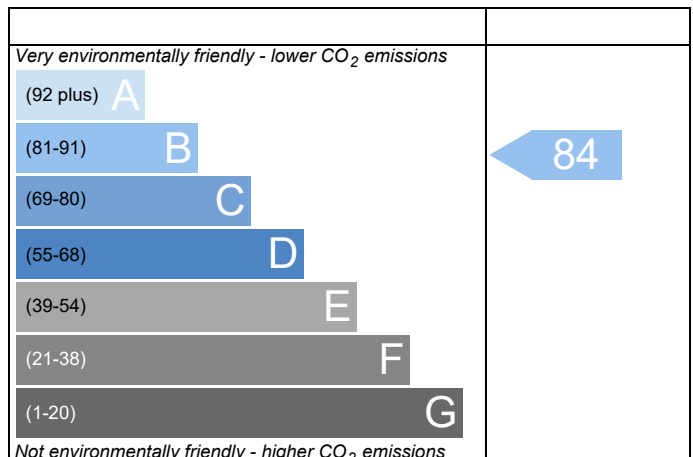 Very environmentally friendly - lower CO2 emissions
(92 plus) A
(81-91) B
84
(69-80) C
(55-68) D
(39-54) E
(21-38) F
(1-20) G
Not environmentally friendly - higher CO2 emissions